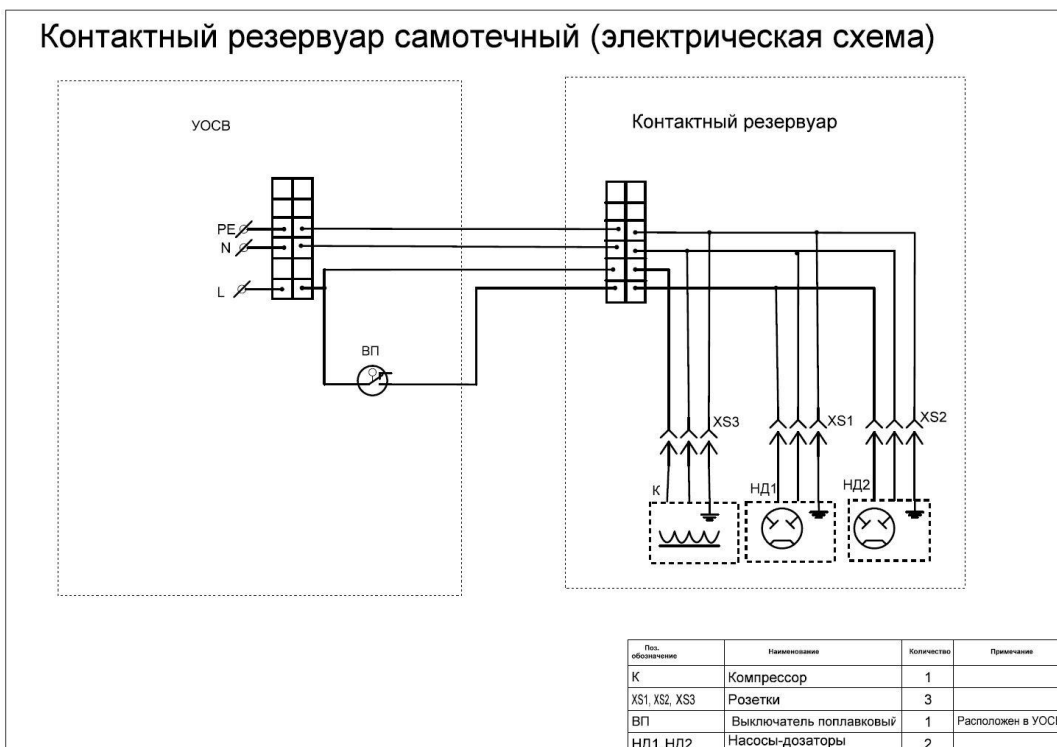 Контактный резервуар самотечный (электрическая схема)
УОСВ
Контактный резервуар
PE
N
L
ВП
XS3
XS1
XS2
К
НД1
НД2
Поз. обозначение Наименование Количество Примечание
К Компрессор 1
XS1, XS2, XS3 Розетки 3
ВП Выключатель поплавковый 1 Расположен в УОСВ
НД1 НД2 Насосы-дозаторы 2